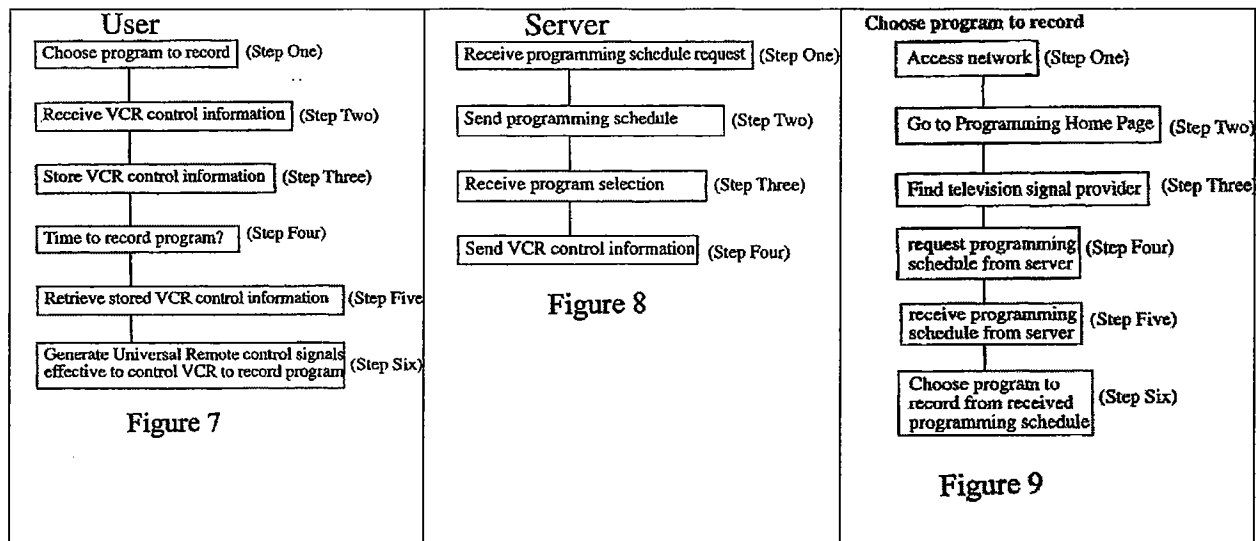 User
Choose program to record (Step One)
Receive VCR control information (Step Two)
Store VCR control information (Step Three)
Time to record program? (Step Four)
Retrieve stored VCR control information (Step Five
Generate Universal Remote control signals
effective to control VCR to record program (Step Six)
Figure 7
Server
Receive programming schedule request (Step One)
Send programming schedule (Step Two)
Receive program selection (Step Three)
Send VCR control information (Step Four)
Figure 8
Choose program to record
Access network (Step One)
Go to Programming Home Page (Step Two)
Find television signal provider (Step Three)
request programming
schedule from server (Step Four)
receive programming
schedule from server (Step Five)
Choose program to
record from received
programming schedule (Step Six)
Figure 9